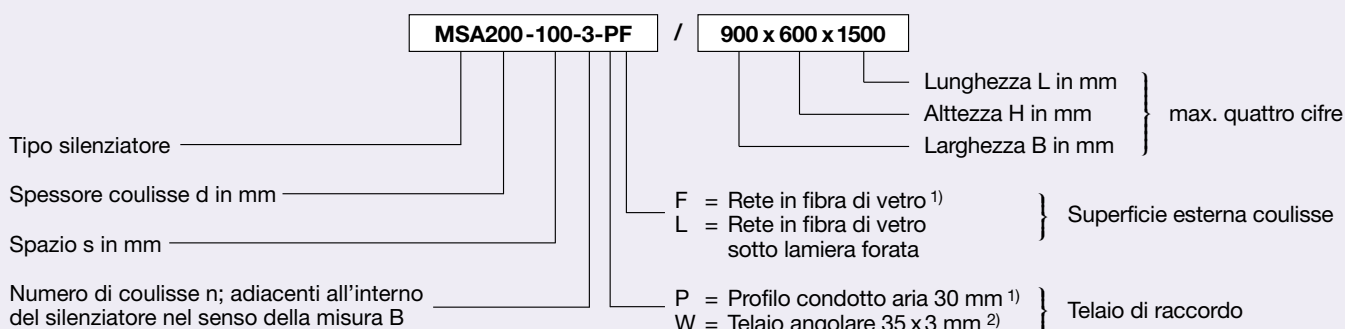 MSA200-100-3-PF / 900 x 600 x 1500
Lunghezza L in mm
Alttezza H in mm
Larghezza B in mm
max. quattro cifre
Tipo silenziatore
Spessore coulisse d in mm
Spazio s in mm
Numero di coulisse n; adiacenti all'interno
del silenziatore nel senso della misura B
F = Rete in fibra di vetro 1)
L = Rete in fibra di vetro
sotto lamiera forata
Superficie esterna coulisse
P = Profilo condotto aria 30 mm 1)
W = Telaio angolare 35 x 3 mm 2)
Telaio di raccordo